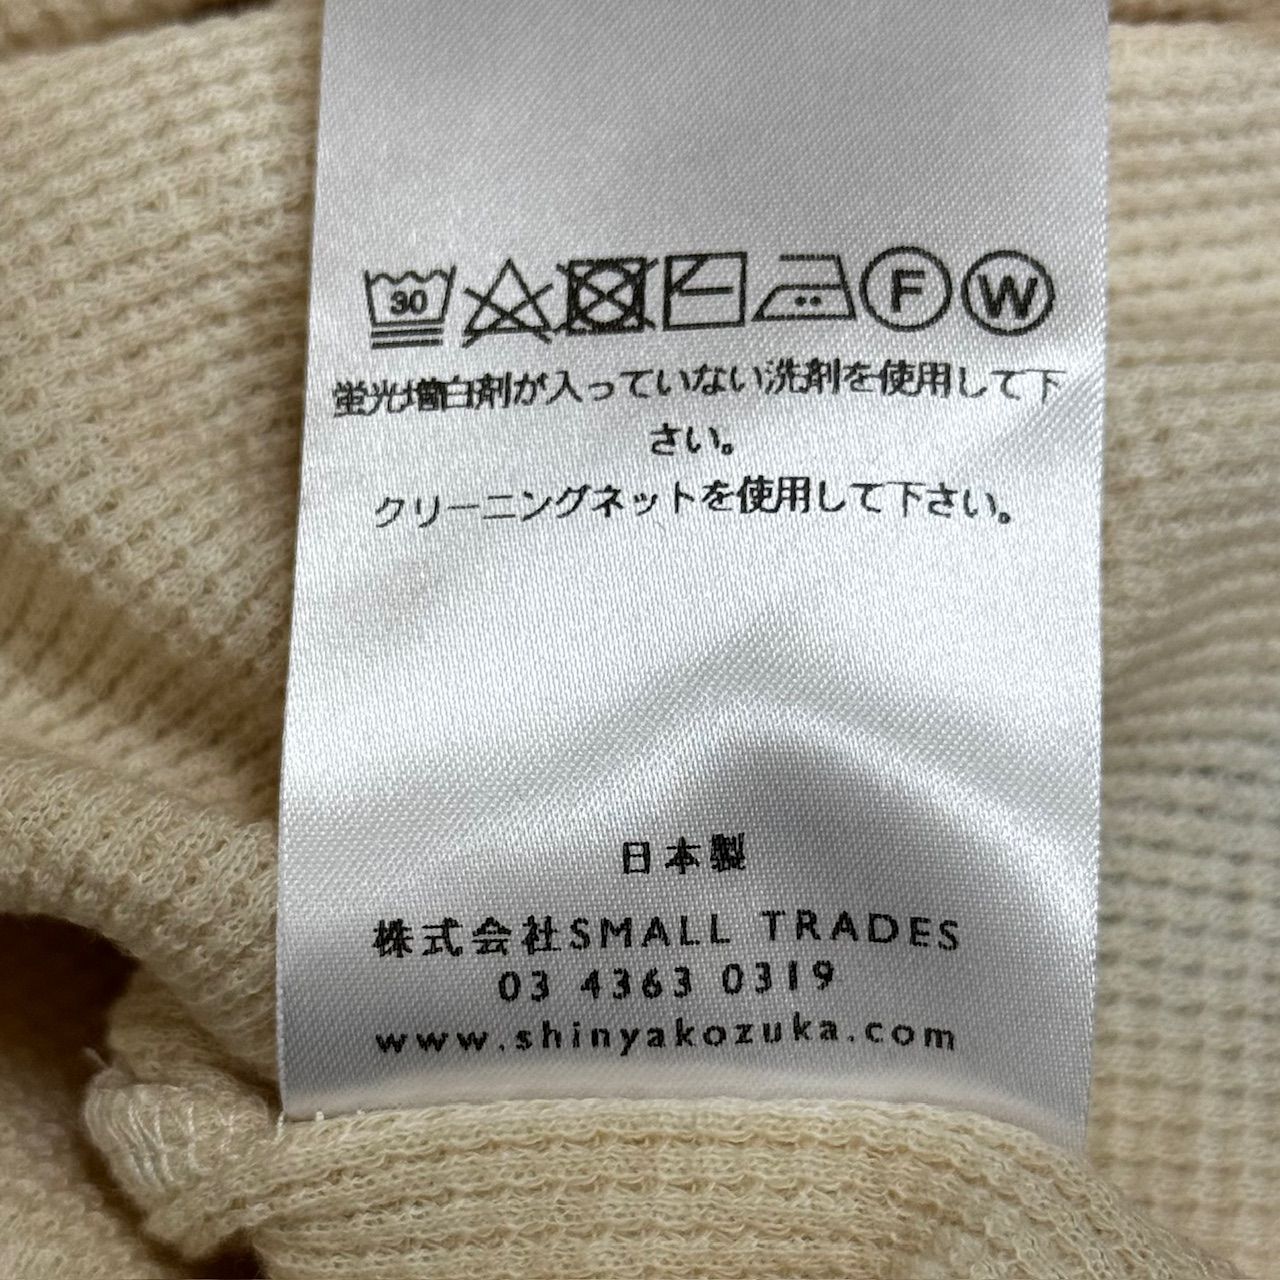 30 F W
蛍光増白剤が入っていない洗剤を使用して下
さい。
クリーニングネットを使用して下さい。
日本製
株式会社SMALL TRADES
03 4363 0319
www.shinyakozuka.com